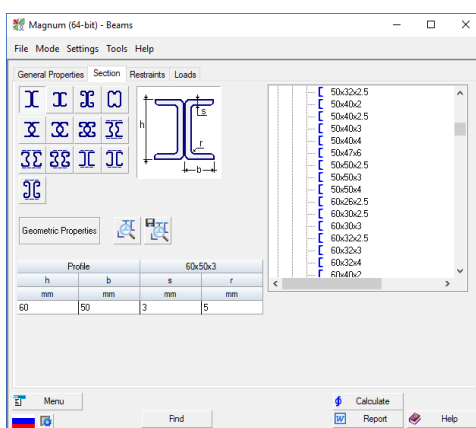 Magnum (64-bit) - Beams
File Mode Settings Tools Help
General Properties Section Restraints Loads
h
s
r
b
50x32x2.5
50x40x2
50x40x2.5
50x40x3
50x40x4
50x47x6
50x50x2.5
50x50x3
50x50x4
60x26x2.5
60x30x2.5
60x30x3
60x32x2.5
60x32x3
60x32x4
60x40x2
Geometric Properties
Profile 60x50x3
h b s r
mm mm mm mm
60 50 3 5
Menu Calculate
Find W Report Help